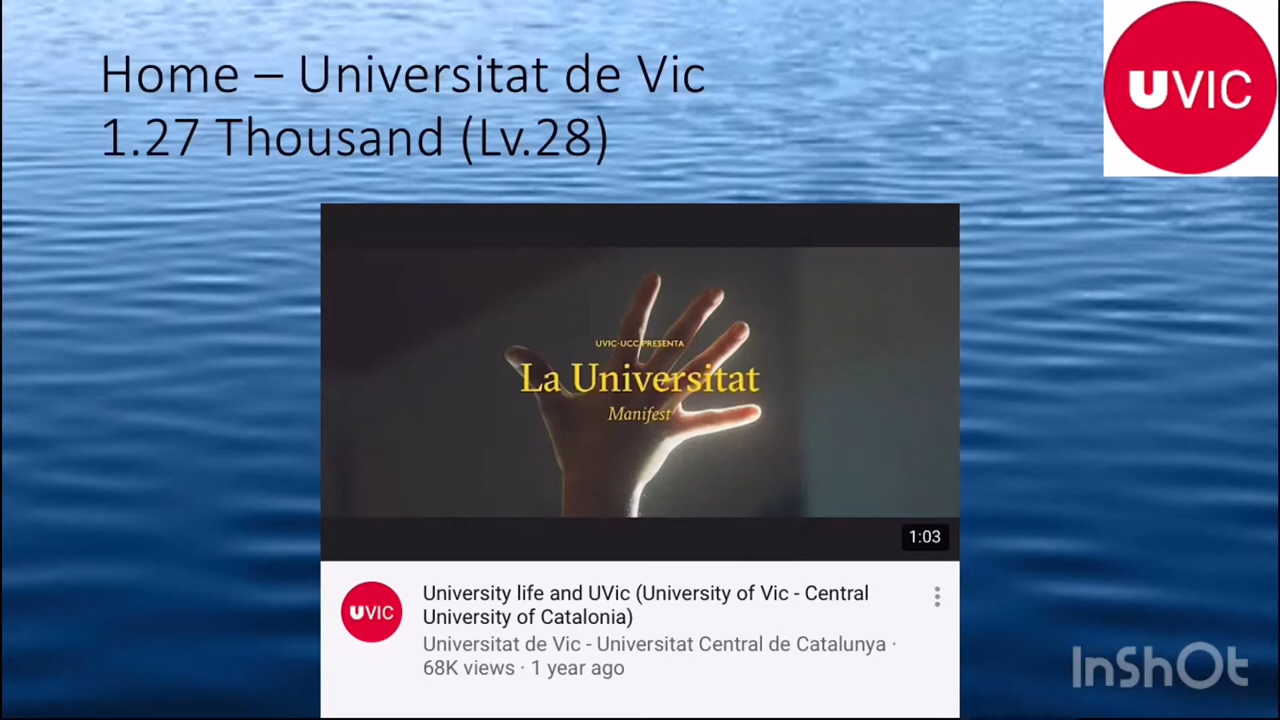 Home – Universitat de Vic
1.27 Thousand (Lv.28)
UVIC
UVIC·UCC PRESENTA
La Universitat
Manifest
1:03
UVIC
University life and UVic (University of Vic - Central
University of Catalonia)
Universitat de Vic - Universitat Central de Catalunya ·
68K views · 1 year ago
InShOt